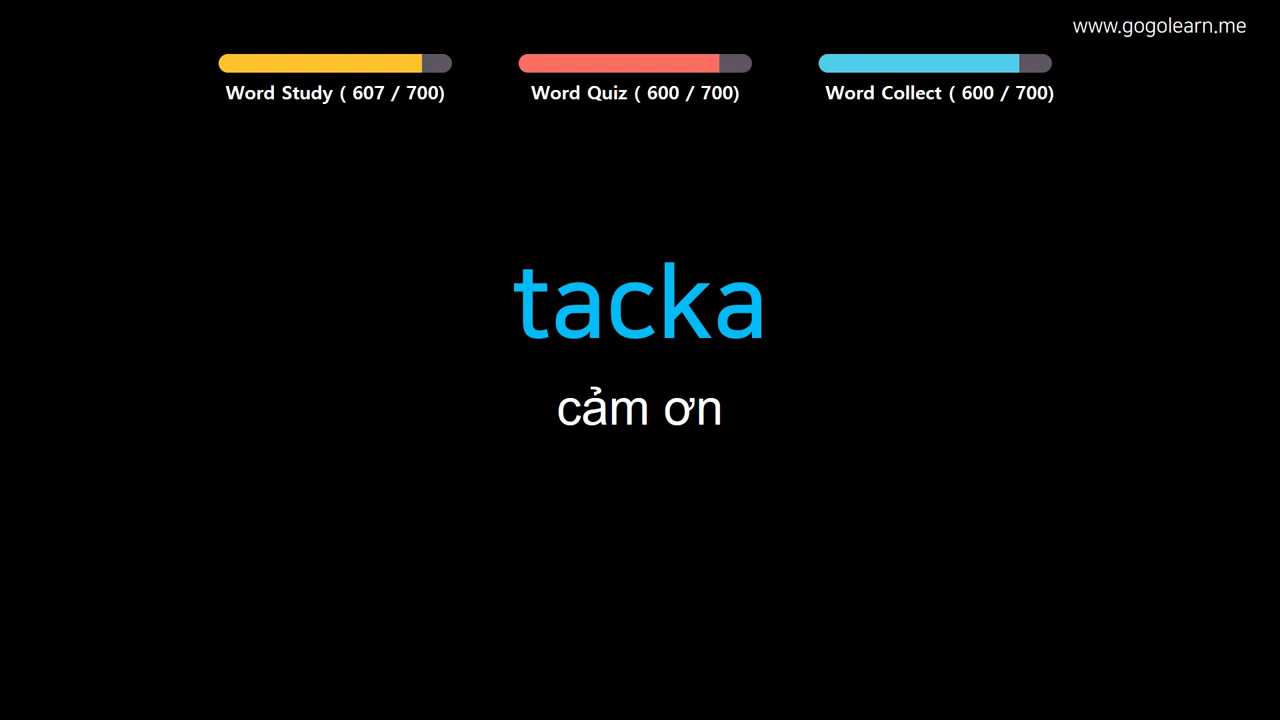 www.gogolearn.me
Word Study ( 607 / 700)
Word Quiz ( 600 / 700)
Word Collect ( 600 / 700)
tacka
cảm ơn